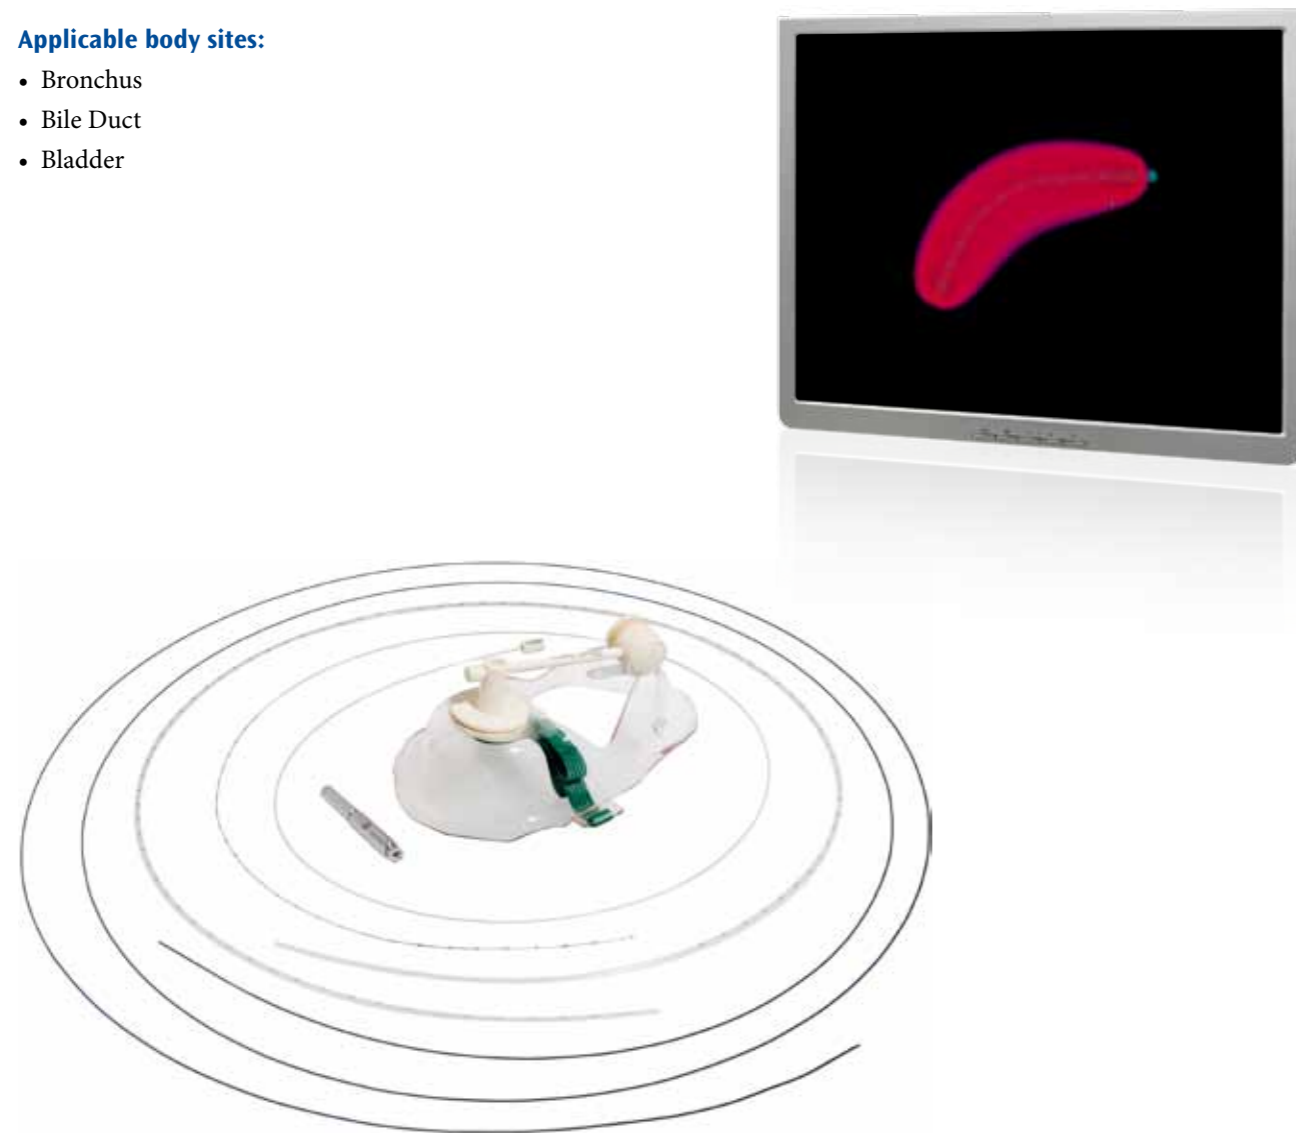 Applicable body sites:
• Bronchus
• Bile Duct
• Bladder